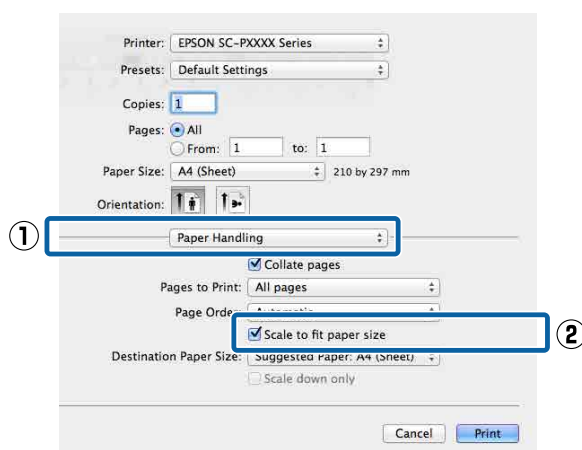 Printer: EPSON SC-PXXXX Series
Presets: Default Settings
Copies: 1
Pages: All
From: 1 to: 1
Paper Size: A4 (Sheet) 210 by 297 mm
Orientation:
1 Paper Handling
Collate pages
Pages to Print: All pages
Page Order: Automatic
Scale to fit paper size 2
Destination Paper Size: Suggested Paper: A4 (Sheet)
Scale down only
Cancel Print